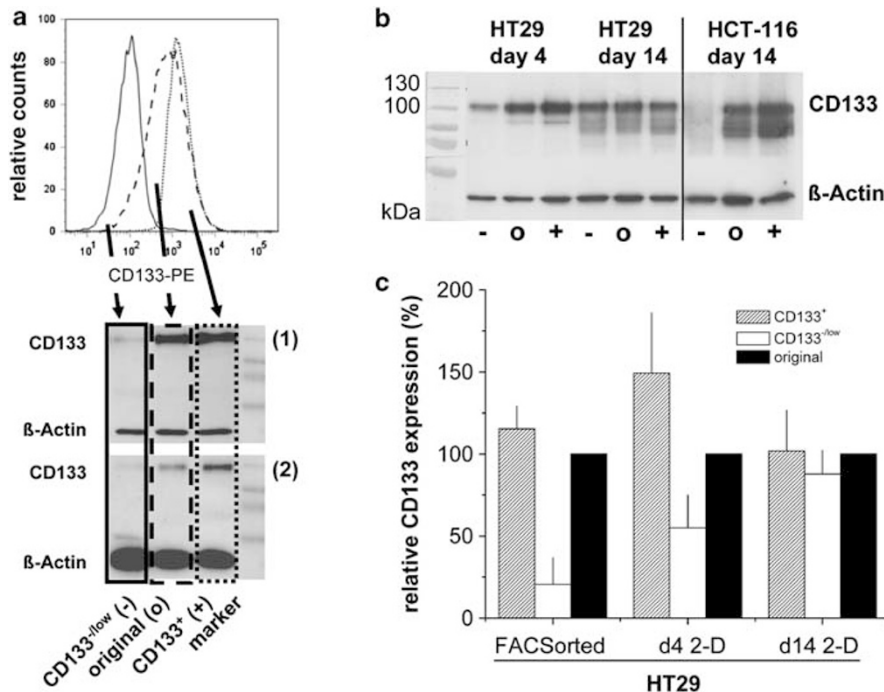 a
relative counts
100
80
60
40
20
0
10¹ 10² 10³ 10⁴ 10⁵
CD133-PE
CD133 (1)
ß-Actin
CD133 (2)
ß-Actin
CD133⁻/ˡᵒʷ (-)
original (o)
CD133⁺ (+)
marker
b
HT29 HT29 HCT-116
day 4 day 14 day 14
130
100
CD133
ß-Actin
kDa
- o + - o + - o +
c
relative CD133 expression (%)
200
150
100
50
0
CD133⁺
CD133⁻/ˡᵒʷ
original
FACSorted d4 2-D d14 2-D
HT29